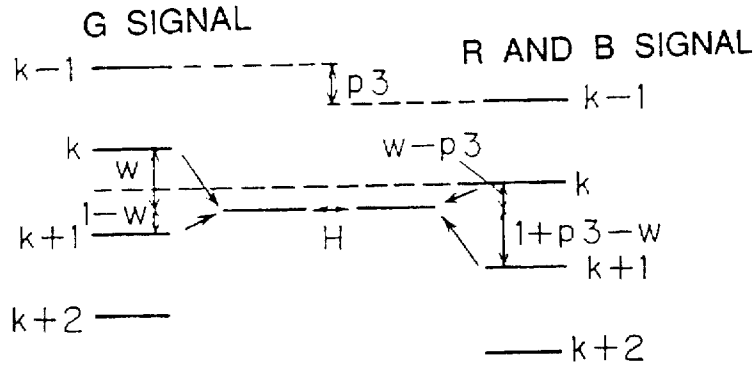 G SIGNAL
R AND B SIGNAL
k-1
p3
k-1
k
w
w-p3
k
1-w
k+1
H
1+p3-w
k+1
k+2
k+2